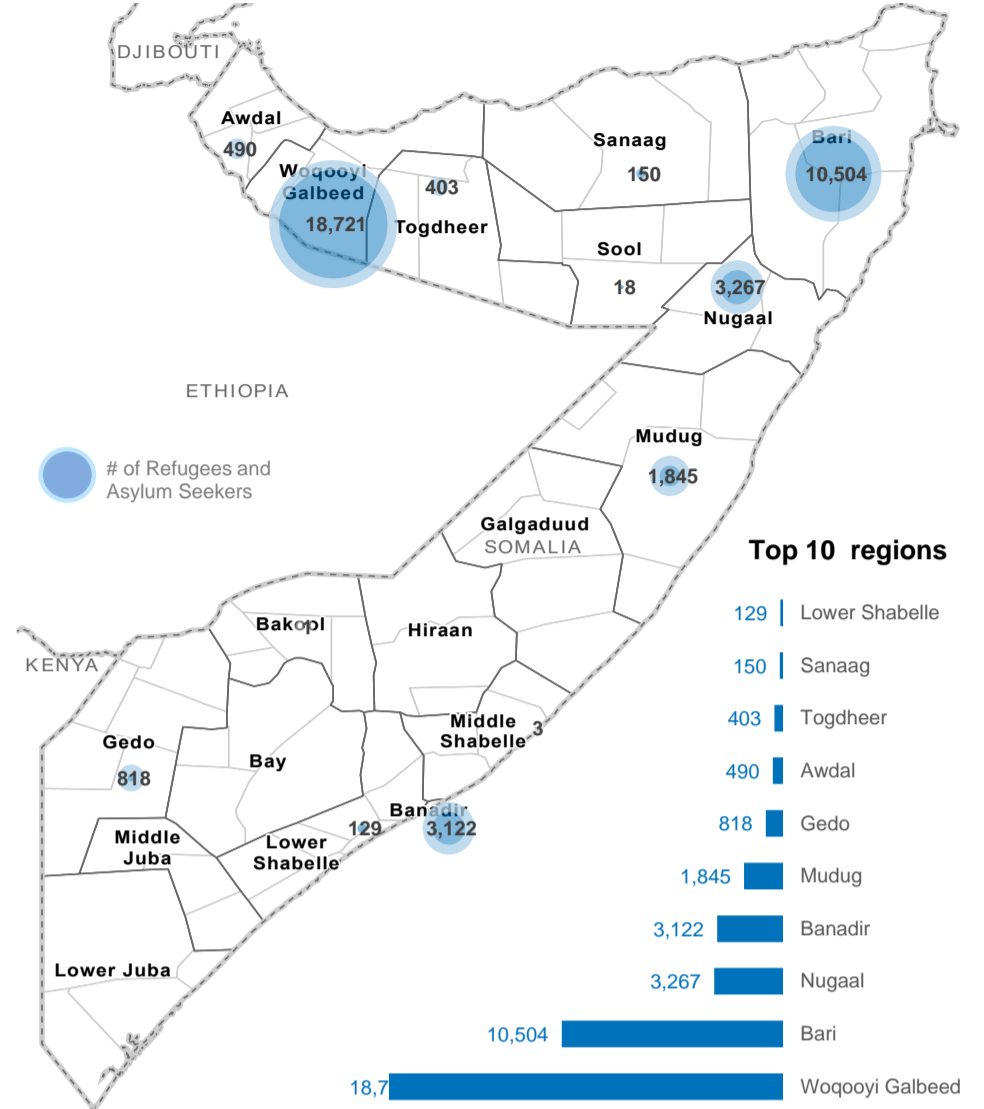 DJIBOUTI
Awdal
490
Woqooyi
Galbeed
18,721
403
Togdheer
Sanaag
150
Bari
10,504
Sool
18
3,267
Nugaal
ETHIOPIA
# of Refugees and
Asylum Seekers
Mudug
1,845
Galgaduud
SOMALIA
Bakool
1
Hiraan
KENYA
Gedo
818
Bay
Middle
Shabelle
3
Banadir
3,122
129
Lower
Shabelle
Middle
Juba
Lower Juba
Top 10 regions
129 Lower Shabelle
150 Sanaag
403 Togdheer
490 Awdal
818 Gedo
1,845 Mudug
3,122 Banadir
3,267 Nugaal
10,504 Bari
18,7 Woqooyi Galbeed